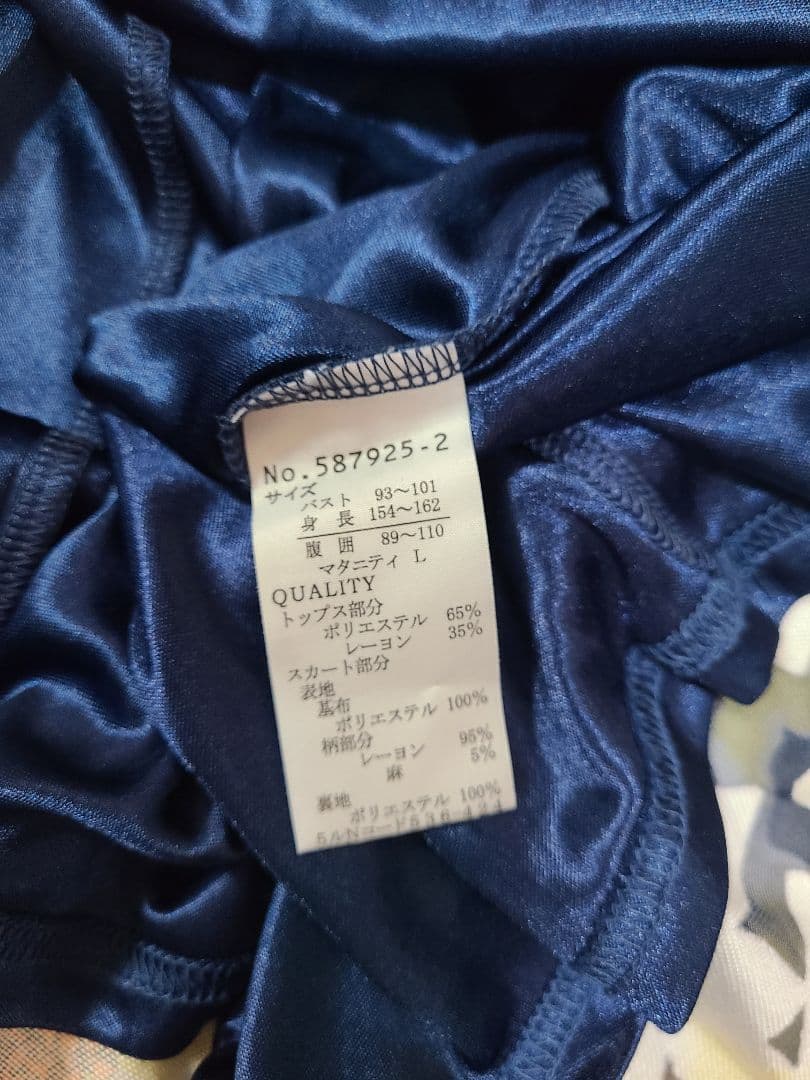 No.587925-2
サイズ
バスト 93～101
身長 154～162
腹囲 89～110
マタニティ L
QUALITY
トップス部分
ポリエステル 65%
レーヨン 35%
スカート部分
表地
基布
ポリエステル 100%
柄部分
レーヨン 95%
麻 5%
裏地
ポリエステル 100%